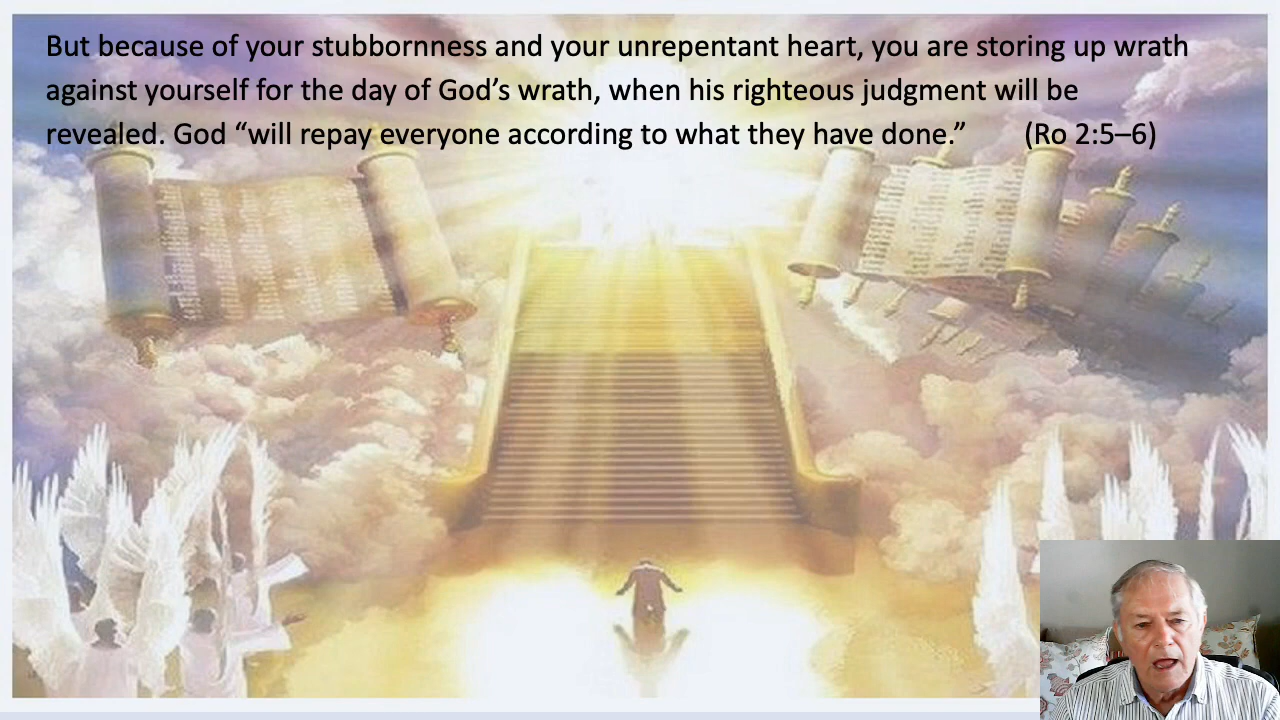 But because of your stubbornness and your unrepentant heart, you are storing up wrath
against yourself for the day of God’s wrath, when his righteous judgment will be
revealed. God “will repay everyone according to what they have done.” (Ro 2:5–6)